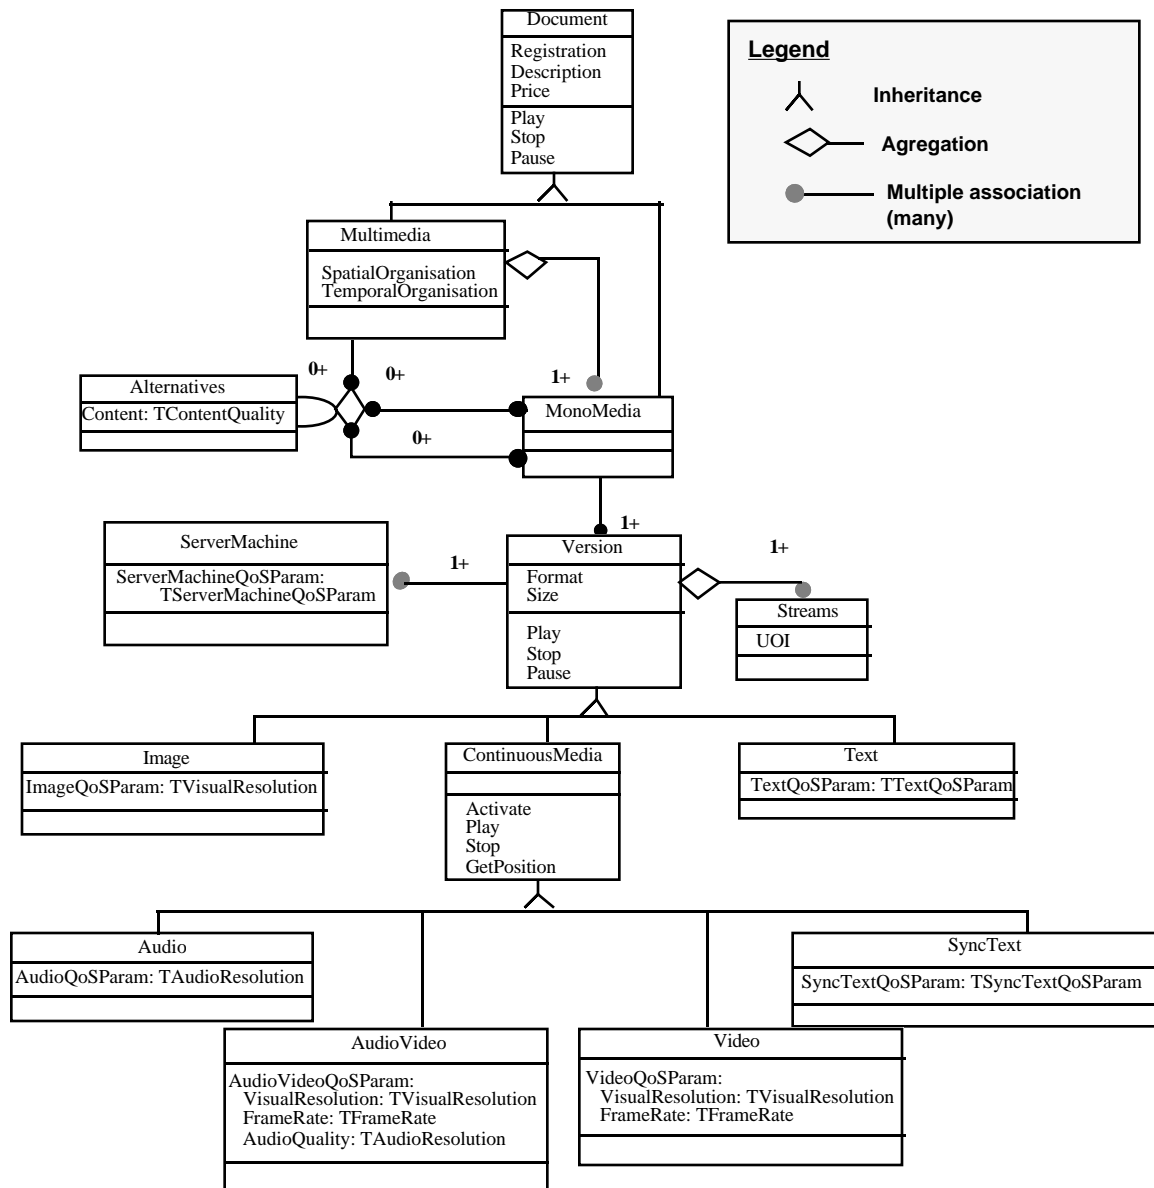 Document
Registration
Description
Price
Play
Stop
Pause
Legend
Inheritance
Agregation
Multiple association
(many)
Multimedia
SpatialOrganisation
TemporalOrganisation
0+
0+
1+
Alternatives
Content: TContentQuality
MonoMedia
0+
1+
ServerMachine
ServerMachineQoSParam:
TServerMachineQoSParam
1+
Version
Format
Size
Play
Stop
Pause
1+
Streams
UOI
Image
ImageQoSParam: TVisualResolution
ContinuousMedia
Activate
Play
Stop
GetPosition
Text
TextQoSParam: TTextQoSParam
Audio
AudioQoSParam: TAudioResolution
SyncText
SyncTextQoSParam: TSyncTextQoSParam
AudioVideo
AudioVideoQoSParam:
VisualResolution: TVisualResolution
FrameRate: TFrameRate
AudioQuality: TAudioResolution
Video
VideoQoSParam:
VisualResolution: TVisualResolution
FrameRate: TFrameRate